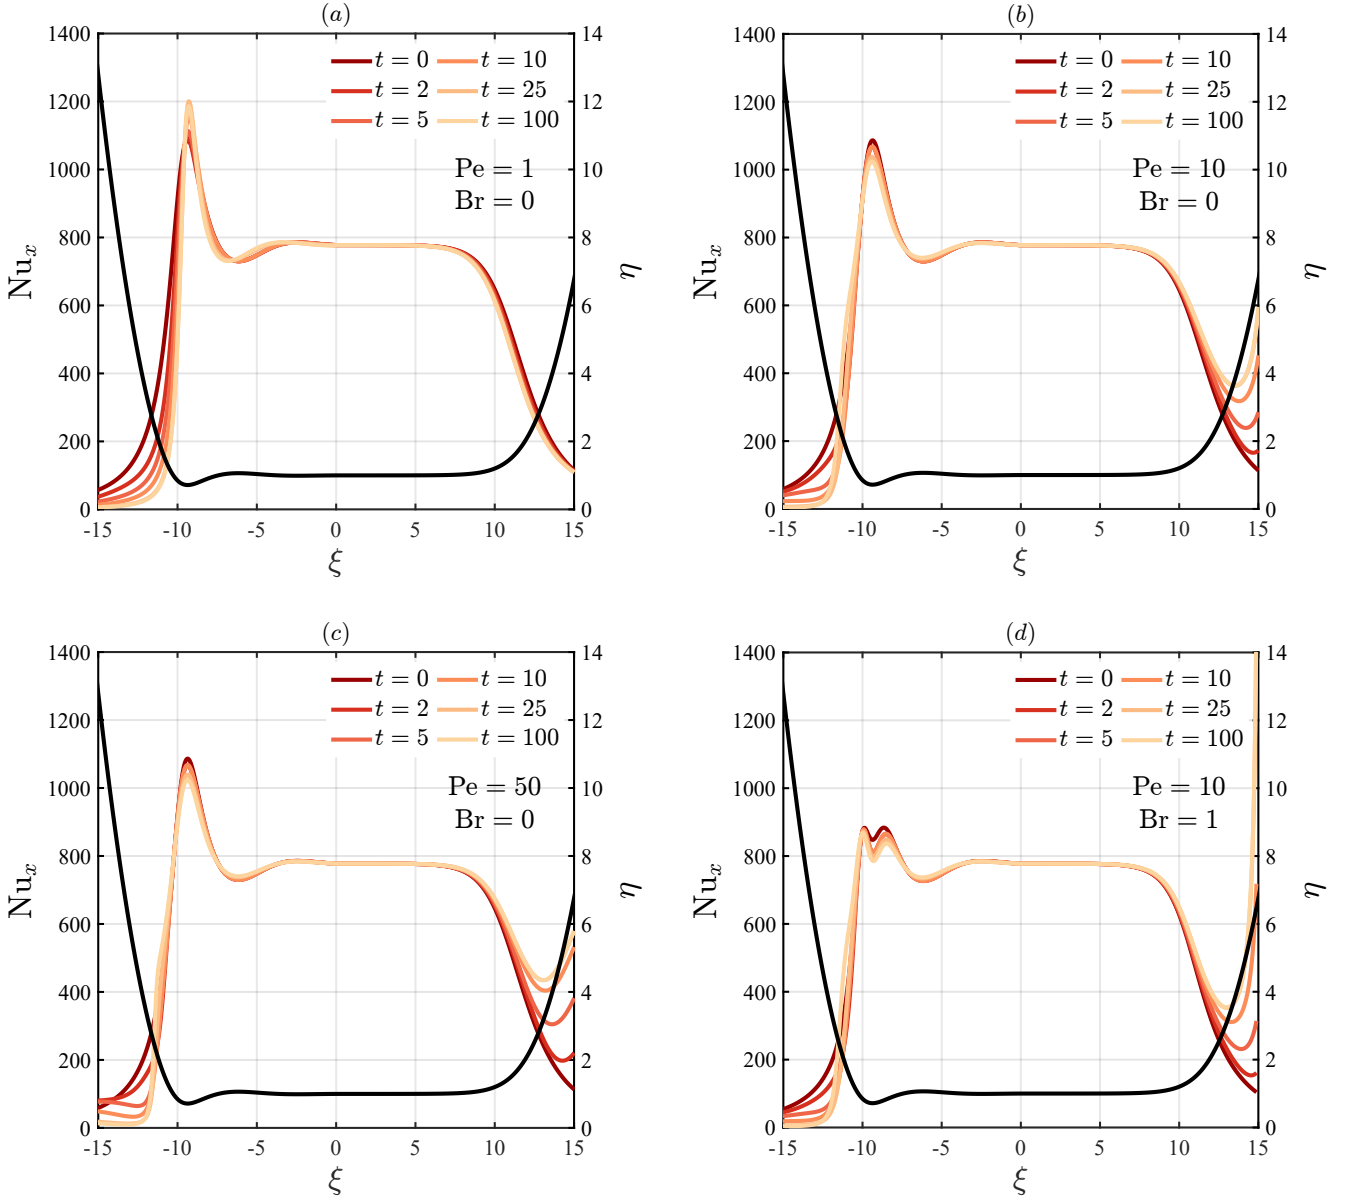 (a)
1400
1200
1000
800
600
400
200
0
14
12
10
8
6
4
2
0
-15 -10 -5 0 5 10 15
Nu_x
η
ξ
t = 0 t = 10
t = 2 t = 25
t = 5 t = 100
Pe = 1
Br = 0
(b)
1400
1200
1000
800
600
400
200
0
14
12
10
8
6
4
2
0
-15 -10 -5 0 5 10 15
Nu_x
η
ξ
t = 0 t = 10
t = 2 t = 25
t = 5 t = 100
Pe = 10
Br = 0
(c)
1400
1200
1000
800
600
400
200
0
14
12
10
8
6
4
2
0
-15 -10 -5 0 5 10 15
Nu_x
η
ξ
t = 0 t = 10
t = 2 t = 25
t = 5 t = 100
Pe = 50
Br = 0
(d)
1400
1200
1000
800
600
400
200
0
14
12
10
8
6
4
2
0
-15 -10 -5 0 5 10 15
Nu_x
η
ξ
t = 0 t = 10
t = 2 t = 25
t = 5 t = 100
Pe = 10
Br = 1